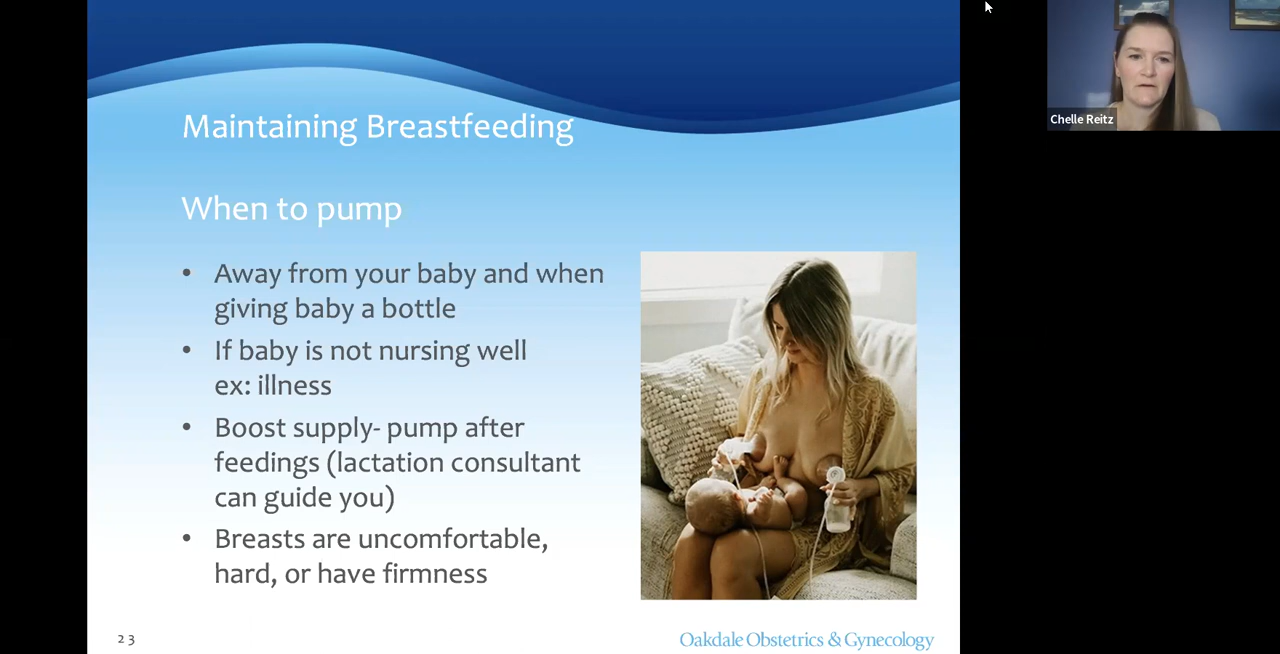 Maintaining Breastfeeding
When to pump
• Away from your baby and when
giving baby a bottle
• If baby is not nursing well
ex: illness
• Boost supply- pump after
feedings (lactation consultant
can guide you)
• Breasts are uncomfortable,
hard, or have firmness
23
Oakdale Obstetrics & Gynecology
Chelle Reitz